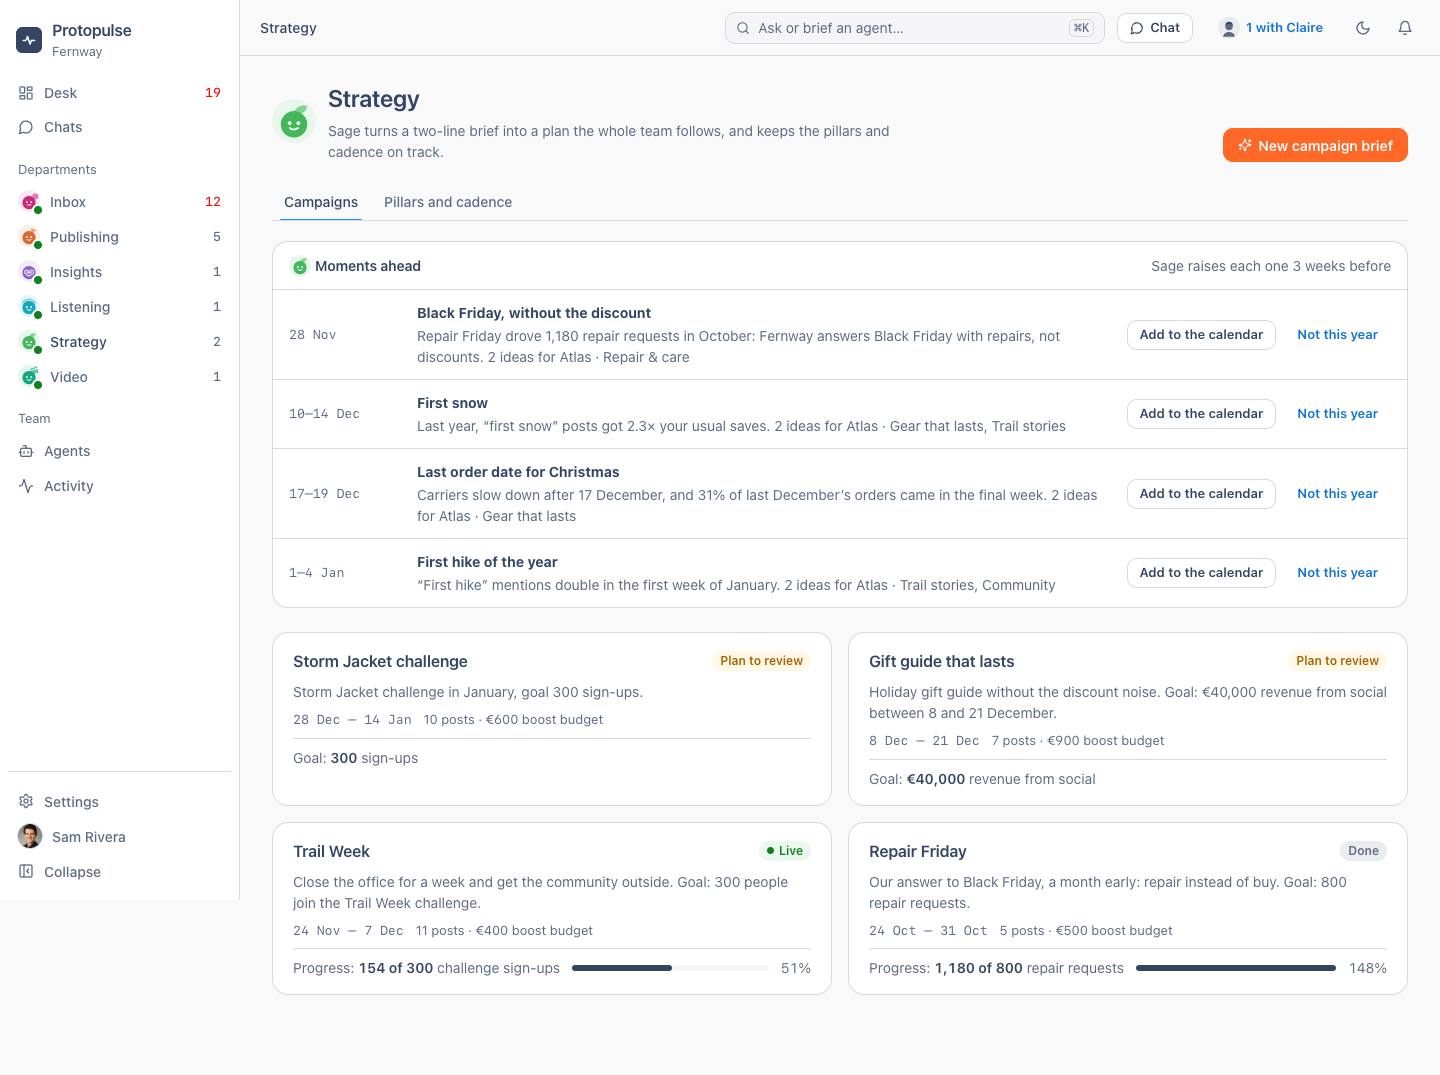 Protopulse
Fernway
Desk 19
Chats
Departments
Inbox 12
Publishing 5
Insights 1
Listening 1
Strategy 2
Video 1
Team
Agents
Activity
Settings
Sam Rivera
Collapse
Strategy
Ask or brief an agent… ⌘K
Chat
1 with Claire
Strategy
Sage turns a two-line brief into a plan the whole team follows, and keeps the pillars and
cadence on track.
New campaign brief
Campaigns Pillars and cadence
Moments ahead
Sage raises each one 3 weeks before
28 Nov
Black Friday, without the discount
Repair Friday drove 1,180 repair requests in October: Fernway answers Black Friday with repairs, not
discounts. 2 ideas for Atlas · Repair & care
Add to the calendar Not this year
10–14 Dec
First snow
Last year, “first snow” posts got 2.3× your usual saves. 2 ideas for Atlas · Gear that lasts, Trail stories
Add to the calendar Not this year
17–19 Dec
Last order date for Christmas
Carriers slow down after 17 December, and 31% of last December’s orders came in the final week. 2 ideas
for Atlas · Gear that lasts
Add to the calendar Not this year
1–4 Jan
First hike of the year
“First hike” mentions double in the first week of January. 2 ideas for Atlas · Trail stories, Community
Add to the calendar Not this year
Storm Jacket challenge Plan to review
Storm Jacket challenge in January, goal 300 sign-ups.
28 Dec – 14 Jan 10 posts · €600 boost budget
Goal: 300 sign-ups
Gift guide that lasts Plan to review
Holiday gift guide without the discount noise. Goal: €40,000 revenue from social
between 8 and 21 December.
8 Dec – 21 Dec 7 posts · €900 boost budget
Goal: €40,000 revenue from social
Trail Week Live
Close the office for a week and get the community outside. Goal: 300 people
join the Trail Week challenge.
24 Nov – 7 Dec 11 posts · €400 boost budget
Progress: 154 of 300 challenge sign-ups 51%
Repair Friday Done
Our answer to Black Friday, a month early: repair instead of buy. Goal: 800
repair requests.
24 Oct – 31 Oct 5 posts · €500 boost budget
Progress: 1,180 of 800 repair requests 148%